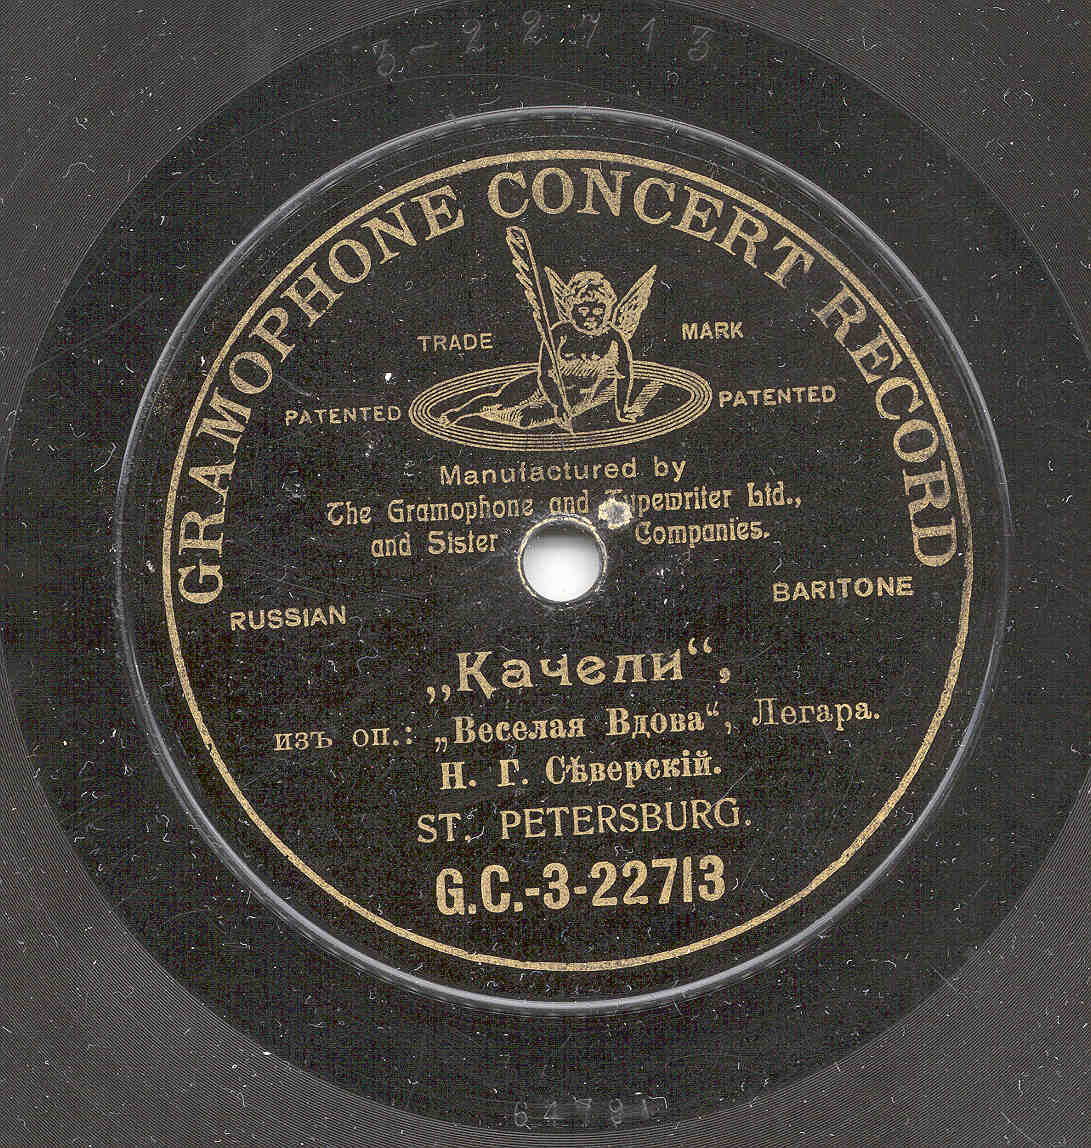 3-22713
GRAMOPHONE CONCERT RECORD
TRADE MARK
PATENTED PATENTED
Manufactured by
The Gramophone and Typewriter Ltd.,
and Sister Companies.
RUSSIAN BARITONE
„Качели“,
изъ оп.: „Веселая Вдова“, Легара.
Н. Г. Сѣверскій.
ST. PETERSBURG.
G.C.-3-22713